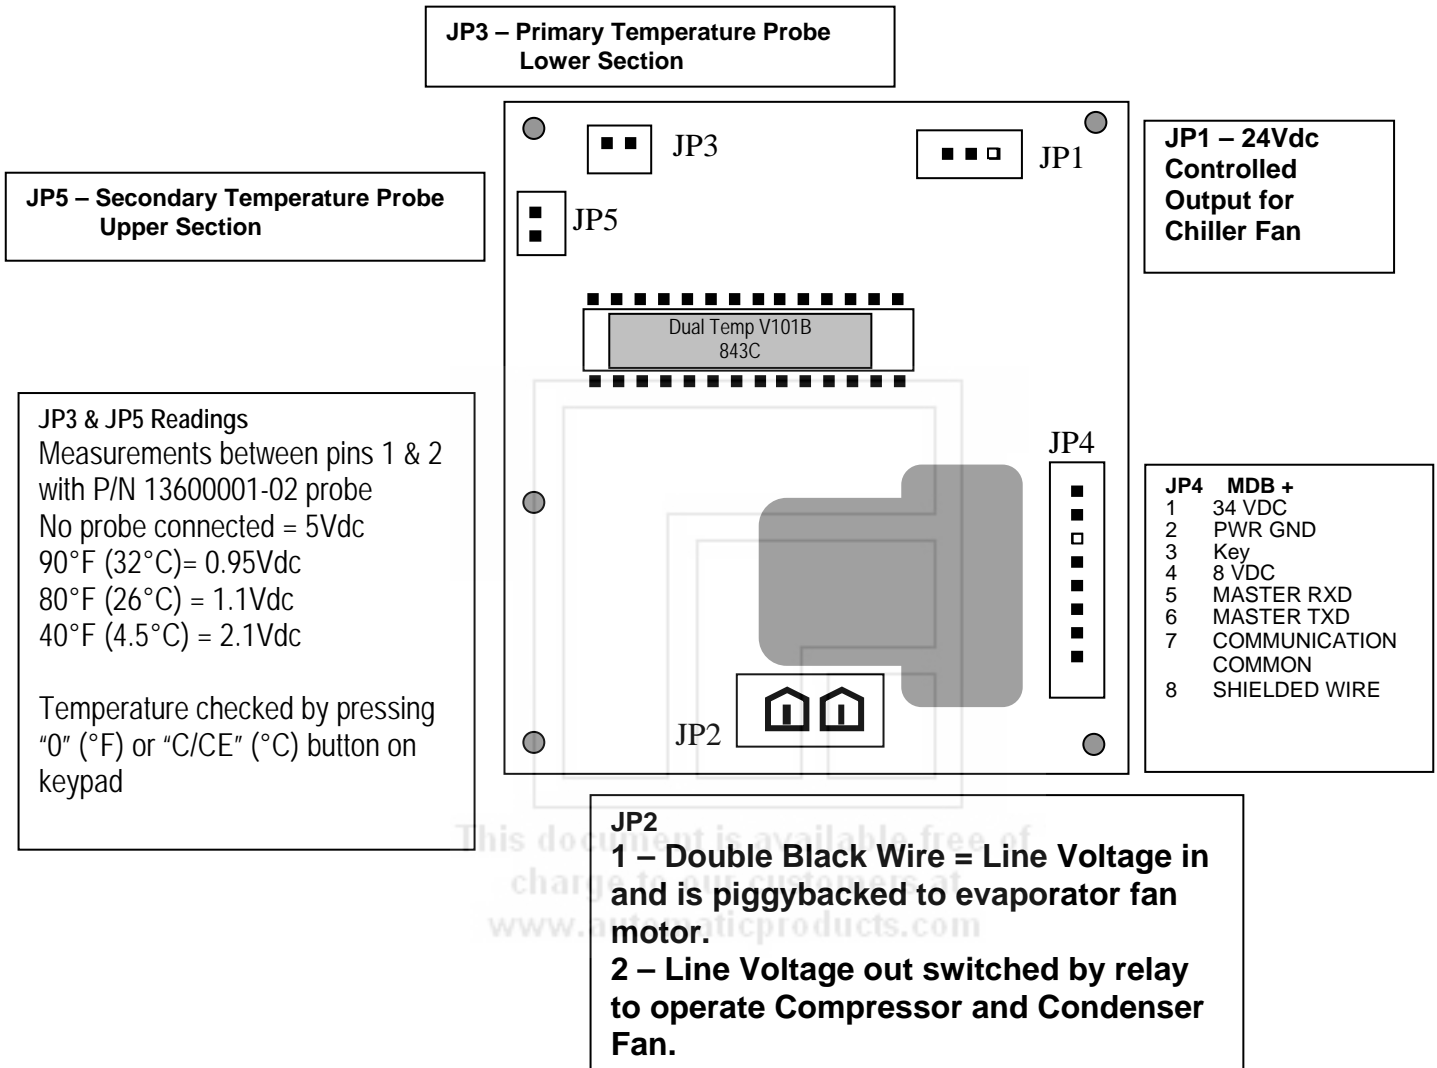 JP3 – Primary Temperature Probe
Lower Section
JP3
JP1
JP1 – 24Vdc
Controlled
Output for
Chiller Fan
JP5 – Secondary Temperature Probe
Upper Section
JP5
Dual Temp V101B
843C
JP3 & JP5 Readings
Measurements between pins 1 & 2
with P/N 13600001-02 probe
No probe connected = 5Vdc
90°F (32°C)= 0.95Vdc
80°F (26°C) = 1.1Vdc
40°F (4.5°C) = 2.1Vdc
Temperature checked by pressing
“0” (°F) or “C/CE” (°C) button on
keypad
JP4
JP4 MDB +
1 34 VDC
2 PWR GND
3 Key
4 8 VDC
5 MASTER RXD
6 MASTER TXD
7 COMMUNICATION
COMMON
8 SHIELDED WIRE
JP2
JP2
1 – Double Black Wire = Line Voltage in
and is piggybacked to evaporator fan
motor.
2 – Line Voltage out switched by relay
to operate Compressor and Condenser
Fan.
This document is available free of
charge to our customers at
www.automaticproducts.com